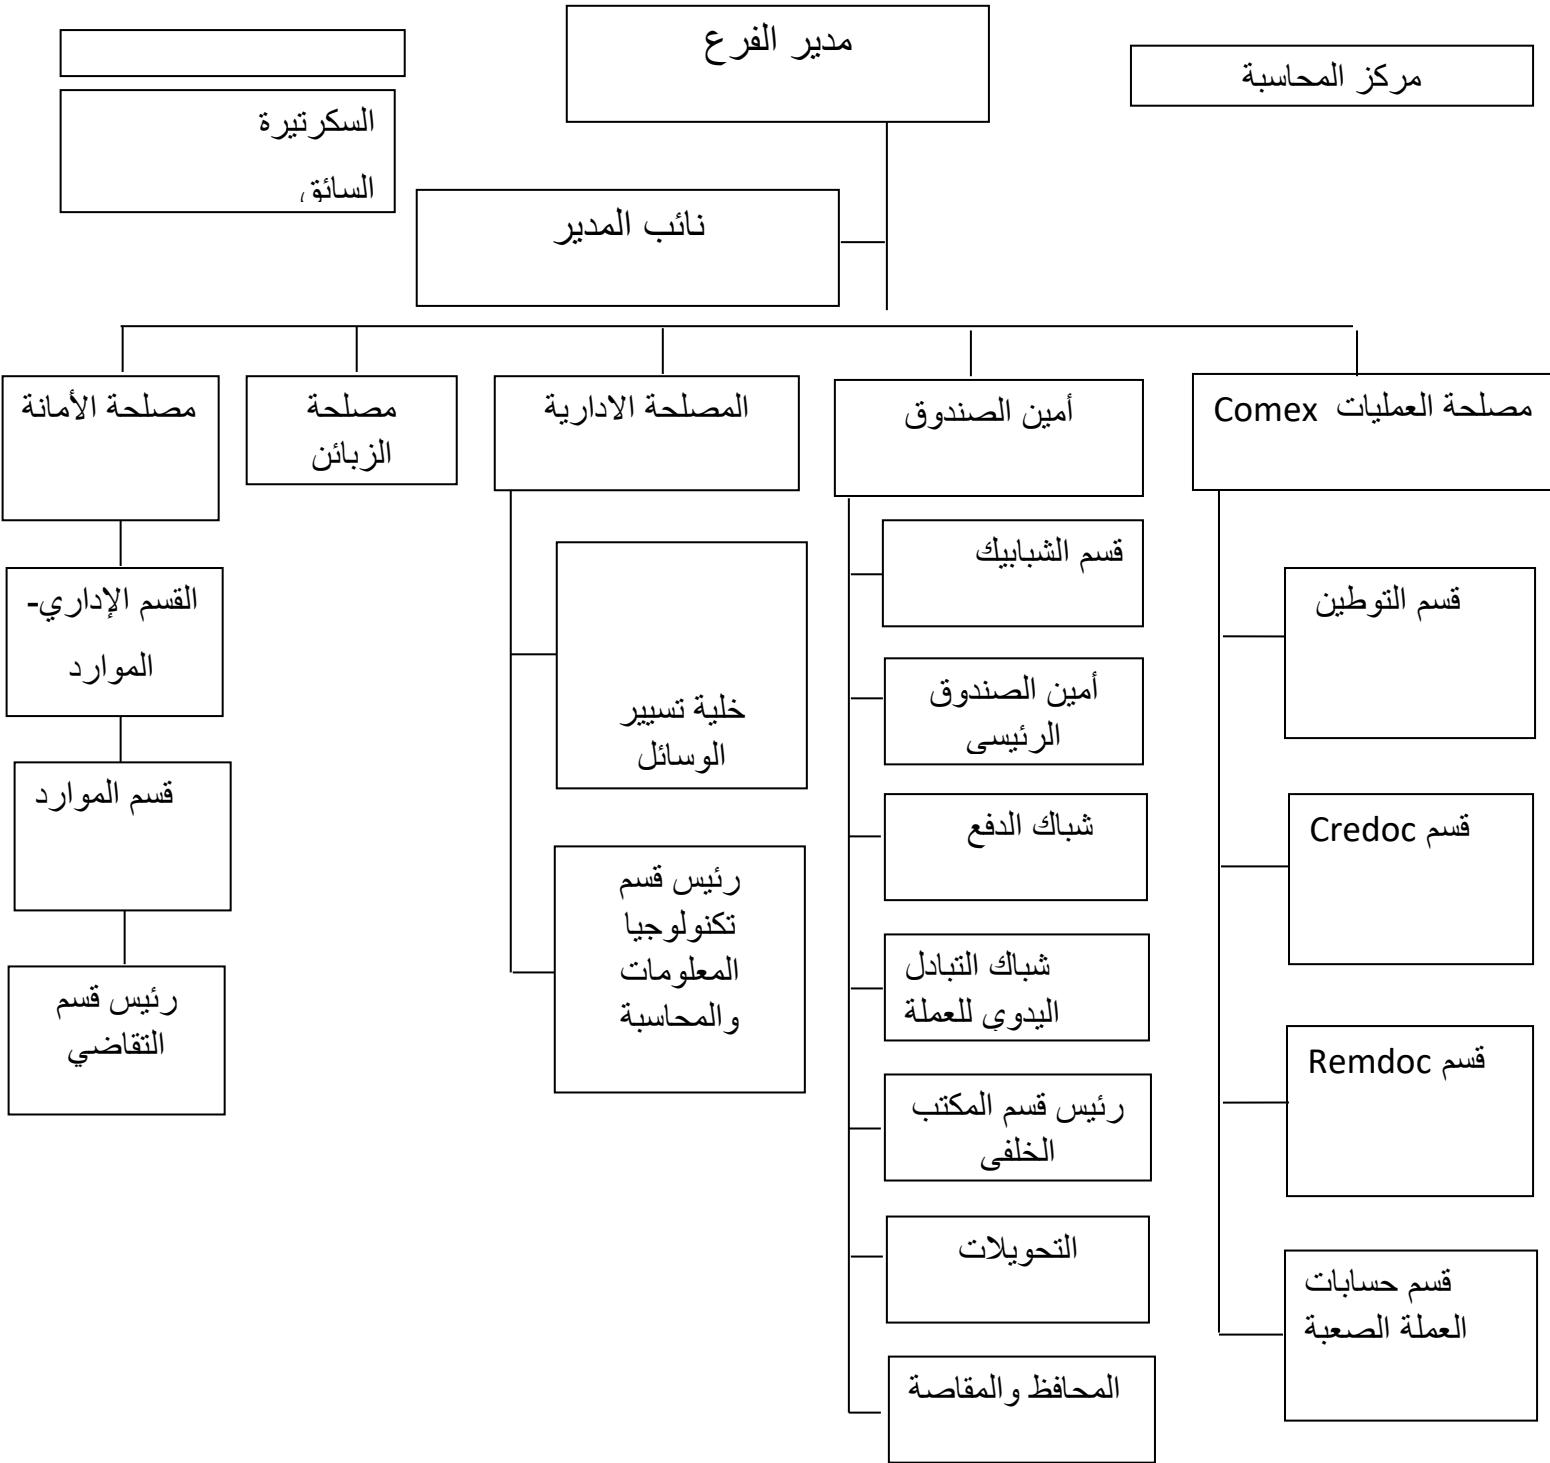 مدير الفرع
مركز المحاسبة
السكرتيرة
السائق
نائب المدير
مصلحة العمليات Comex
أمين الصندوق
المصلحة الادارية
مصلحة
الزبائن
مصلحة الأمانة
قسم التوطين
قسم Credoc
قسم Remdoc
قسم حسابات
العملة الصعبة
قسم الشبابيك
أمين الصندوق
الرئيسي
شباك الدفع
شباك التبادل
اليدوي للعملة
رئيس قسم المكتب
الخلفي
التحويلات
المحافظ والمقاصة
خلية تسيير
الوسائل
رئيس قسم
تكنولوجيا
المعلومات
والمحاسبة
القسم الإداري-
الموارد
قسم الموارد
رئيس قسم
التقاضي